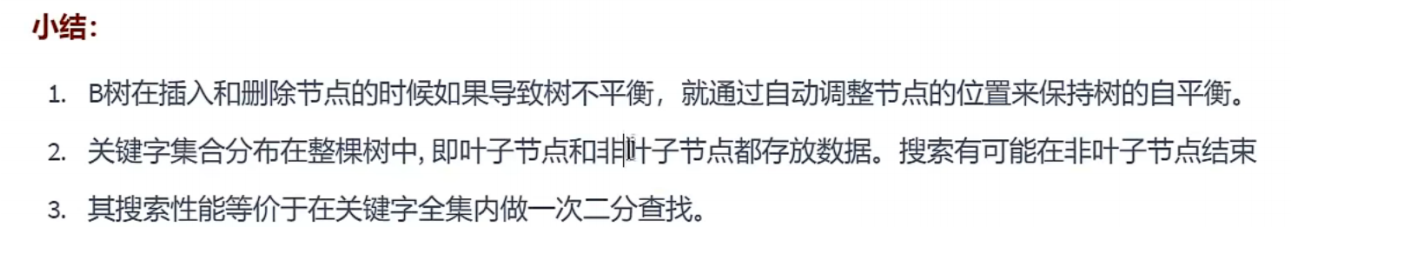 小结：
1. B树在插入和删除节点的时候如果导致树不平衡，就通过自动调整节点的位置来保持树的自平衡。
2. 关键字集合分布在整棵树中, 即叶子节点和非叶子节点都存放数据。搜索有可能在非叶子节点结束
3. 其搜索性能等价于在关键字全集内做一次二分查找。